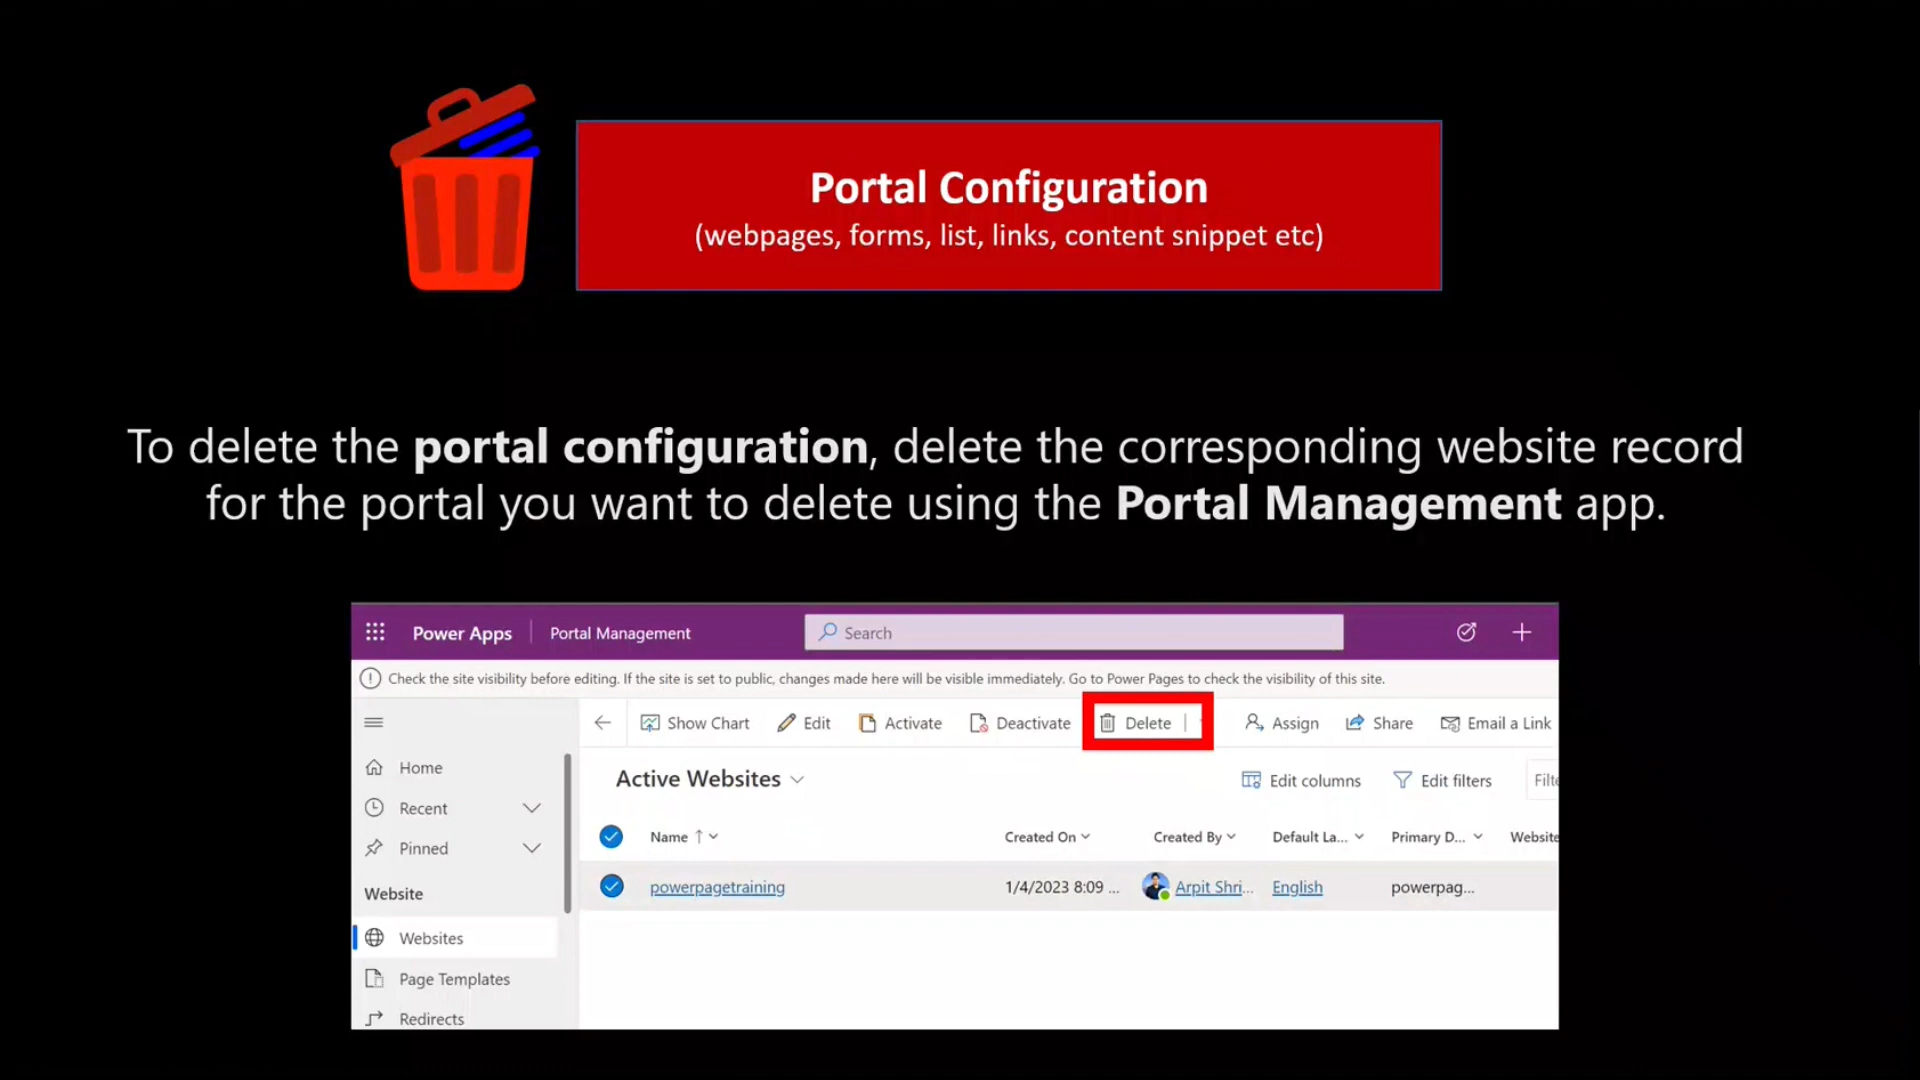 Portal Configuration
(webpages, forms, list, links, content snippet etc)
To delete the portal configuration, delete the corresponding website record
for the portal you want to delete using the Portal Management app.
Power Apps Portal Management Search
Check the site visibility before editing. If the site is set to public, changes made here will be visible immediately. Go to Power Pages to check the visibility of this site.
Show Chart Edit Activate Deactivate Delete Assign Share Email a Link
Home
Recent
Pinned
Website
Websites
Page Templates
Redirects
Active Websites Edit columns Edit filters Filte
Name Created On Created By Default La... Primary D... Website
powerpagetraining 1/4/2023 8:09 ... Arpit Shri... English powerpag...